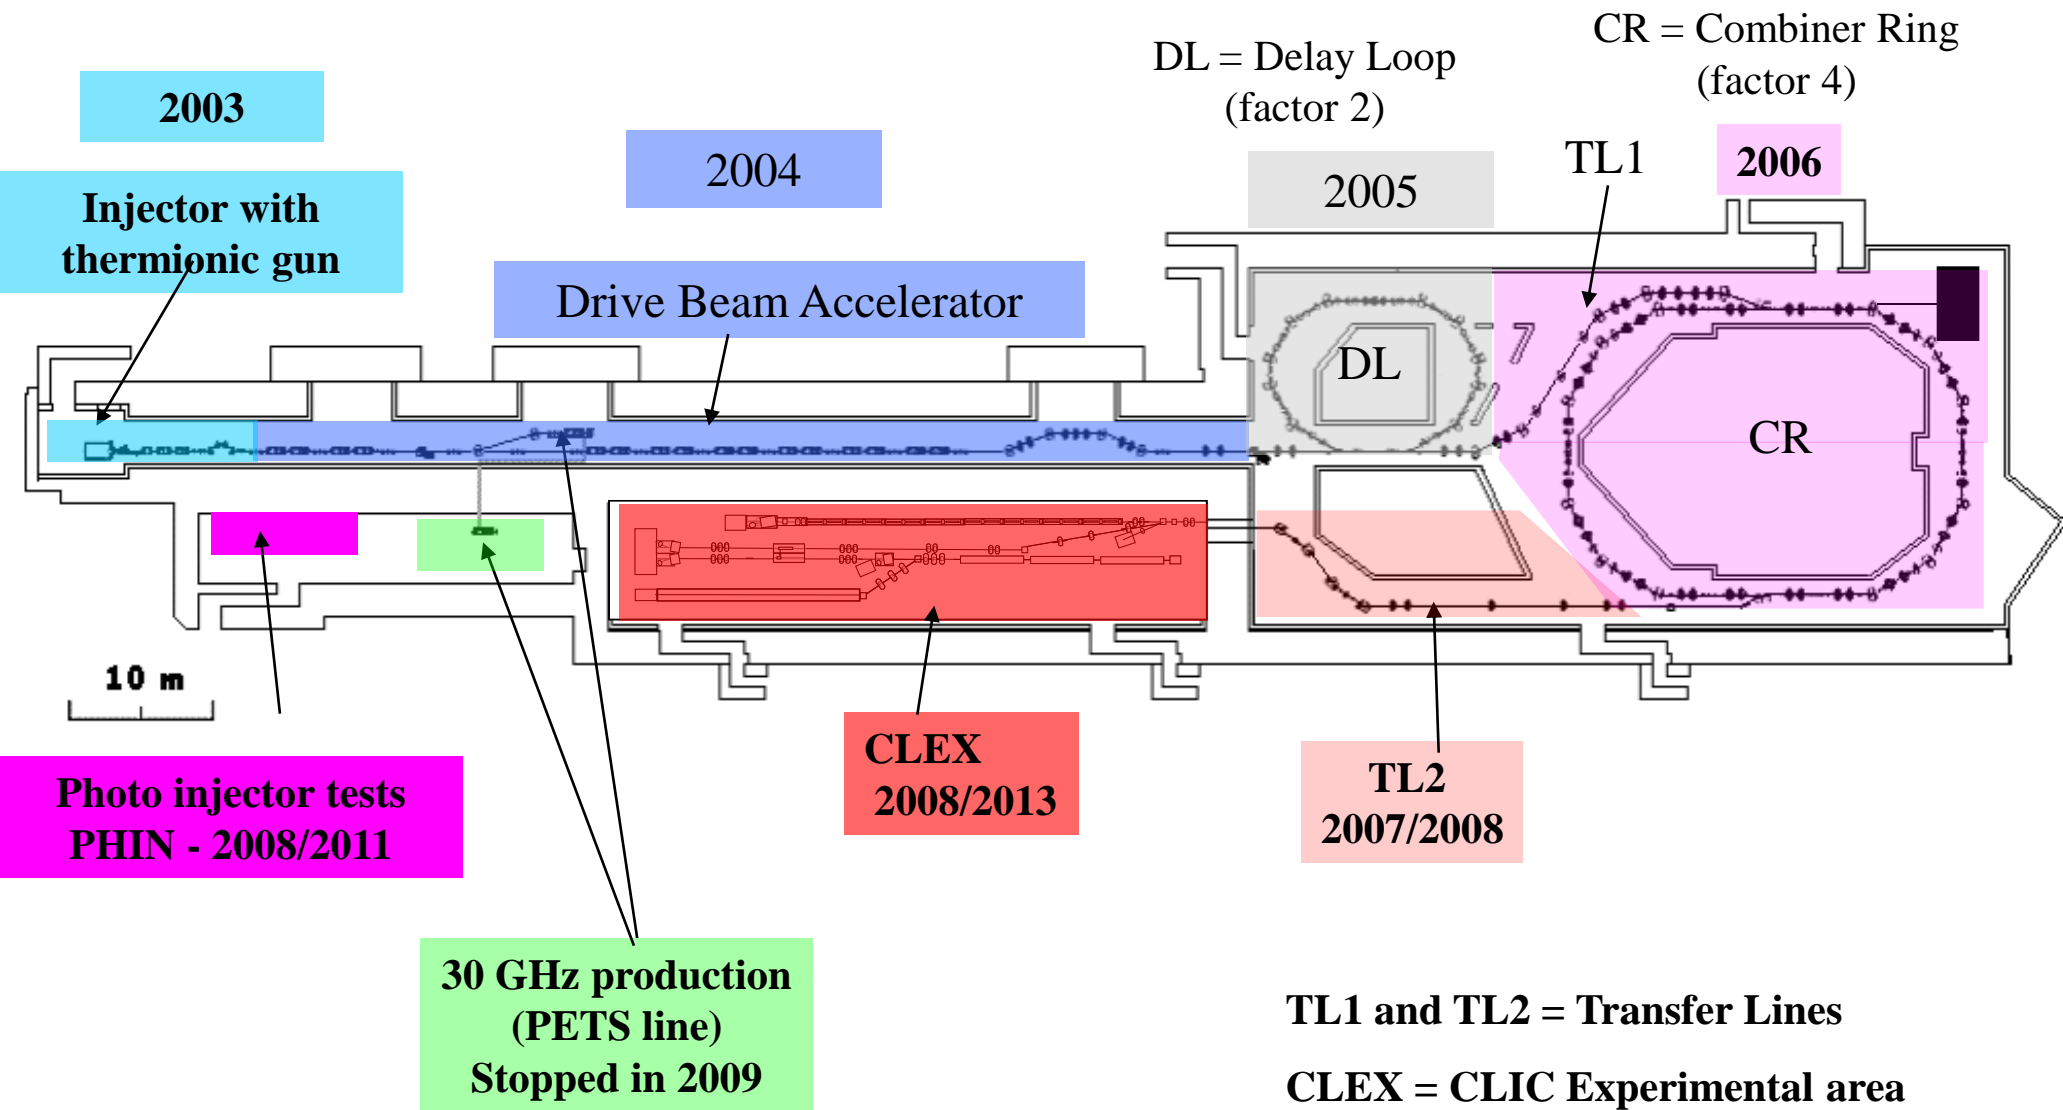 CR = Combiner Ring
(factor 4)
DL = Delay Loop
(factor 2)
2003
2004
2005
TL1
2006
Injector with
thermionic gun
Drive Beam Accelerator
DL
CR
10 m
CLEX
2008/2013
TL2
2007/2008
Photo injector tests
PHIN - 2008/2011
30 GHz production
(PETS line)
Stopped in 2009
TL1 and TL2 = Transfer Lines
CLEX = CLIC Experimental area